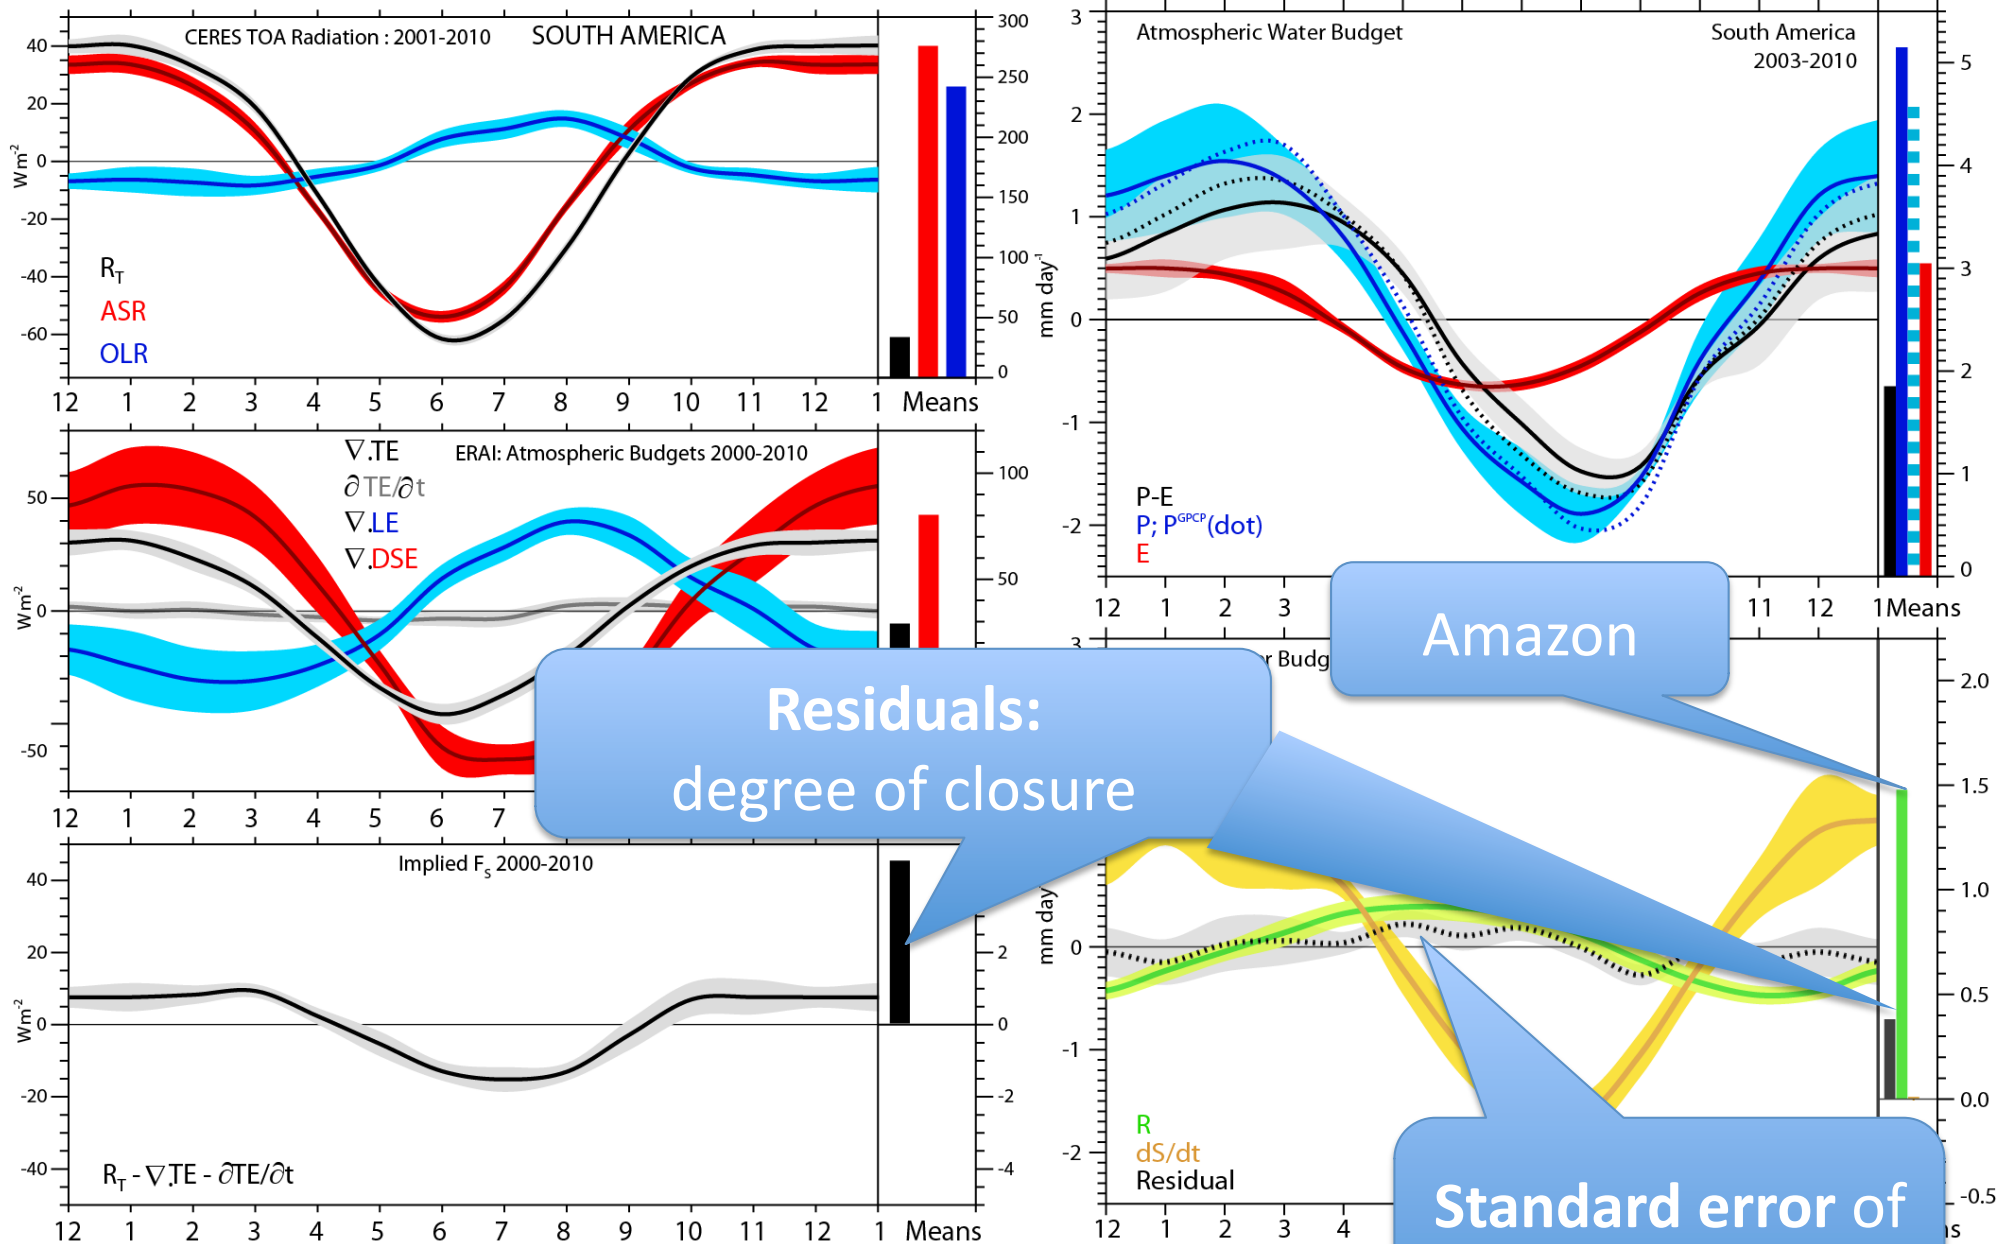 CERES TOA Radiation : 2001-2010 SOUTH AMERICA
40
20
0
-20
-40
-60
Wm⁻²
R_T
ASR
OLR
300
250
200
150
100
50
0
12 1 2 3 4 5 6 7 8 9 10 11 12 1 Means
∇.TE
∂TE/∂t
∇.LE
∇.DSE
ERAI: Atmospheric Budgets 2000-2010
50
0
-50
Wm⁻²
100
50
12 1 2 3 4 5 6 7
Implied F_S 2000-2010
40
20
0
-20
-40
Wm⁻²
2
0
-2
-4
R_T - ∇.TE - ∂TE/∂t
12 1 2 3 4 5 6 7 8 9 10 11 12 1 Means
Atmospheric Water Budget
South America
2003-2010
3
2
1
0
-1
-2
mm day⁻¹
P-E
P; P^GPCP(dot)
E
5
4
3
2
1
0
12 1 2 3 11 12 1 Means
Amazon
Residuals:
degree of closure
3
r Budg
0
-1
-2
mm day
2.0
1.5
1.0
0.5
0.0
-0.5
R
dS/dt
Residual
12 1 2 3 4 ns
Standard error of